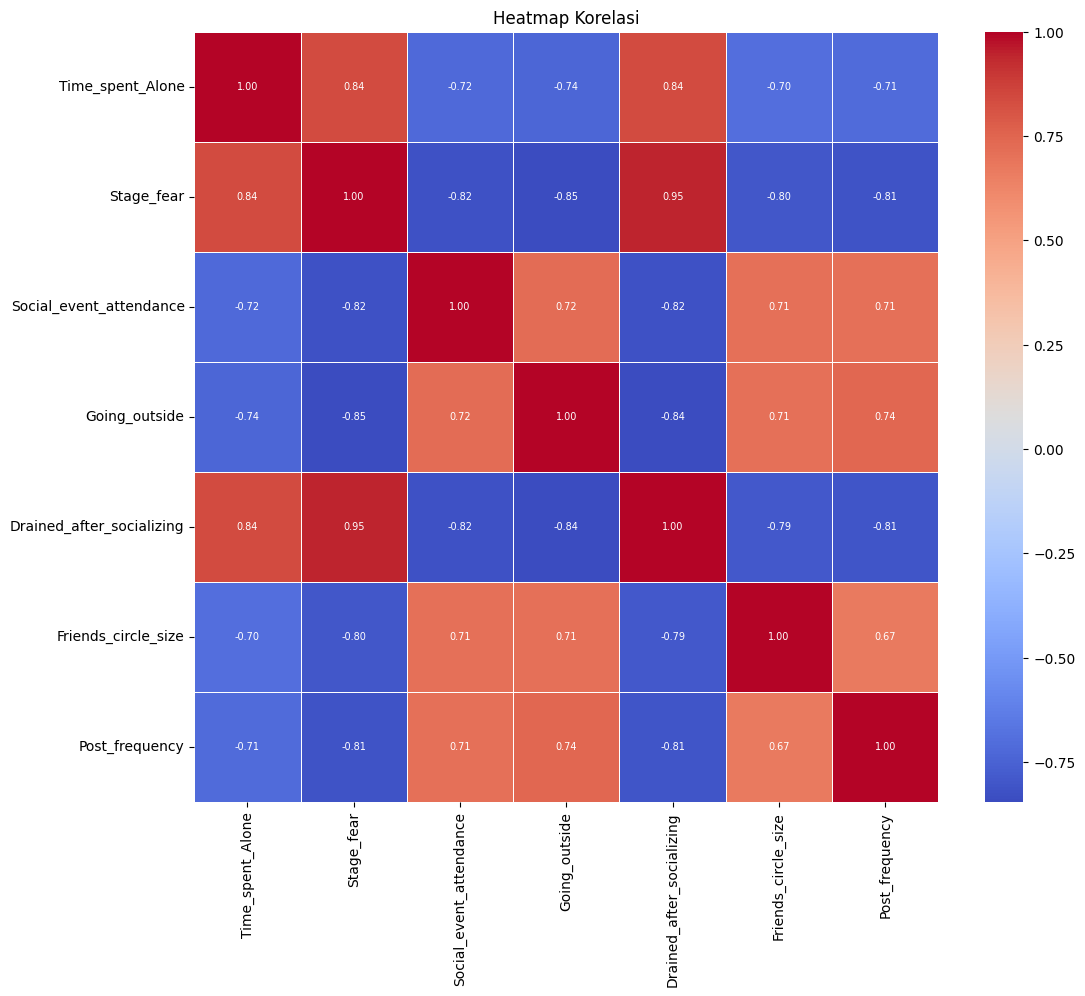 Heatmap Korelasi
Time_spent_Alone 1.00 0.84 -0.72 -0.74 0.84 -0.70 -0.71
Stage_fear 0.84 1.00 -0.82 -0.85 0.95 -0.80 -0.81
Social_event_attendance -0.72 -0.82 1.00 0.72 -0.82 0.71 0.71
Going_outside -0.74 -0.85 0.72 1.00 -0.84 0.71 0.74
Drained_after_socializing 0.84 0.95 -0.82 -0.84 1.00 -0.79 -0.81
Friends_circle_size -0.70 -0.80 0.71 0.71 -0.79 1.00 0.67
Post_frequency -0.71 -0.81 0.71 0.74 -0.81 0.67 1.00
Time_spent_Alone
Stage_fear
Social_event_attendance
Going_outside
Drained_after_socializing
Friends_circle_size
Post_frequency
1.00
0.75
0.50
0.25
0.00
−0.25
−0.50
−0.75